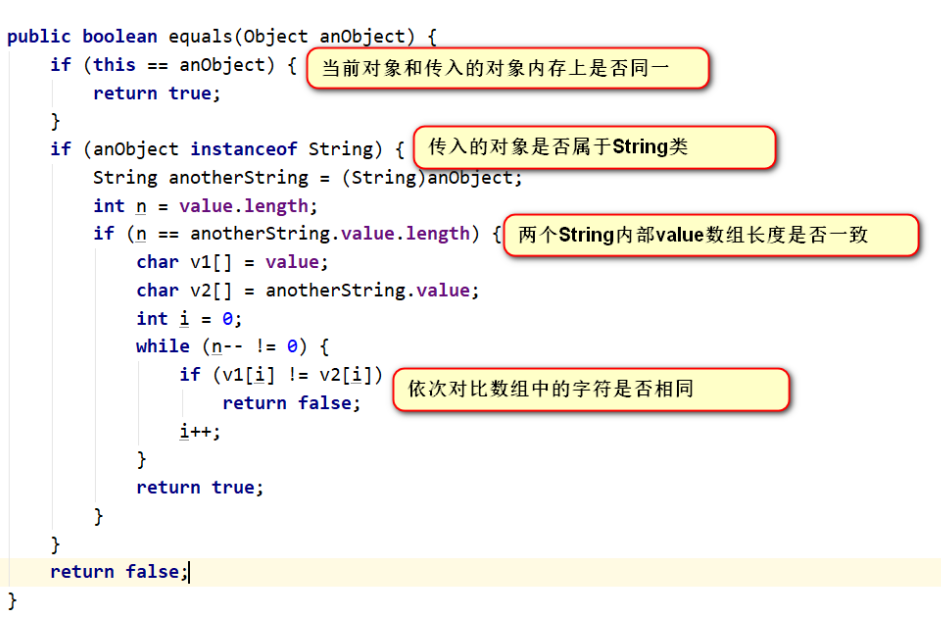 public boolean equals(Object anObject) {
if (this == anObject) { 当前对象和传入的对象内存上是否同一
return true;
}
if (anObject instanceof String) { 传入的对象是否属于String类
String anotherString = (String)anObject;
int n = value.length;
if (n == anotherString.value.length) { 两个String内部value数组长度是否一致
char v1[] = value;
char v2[] = anotherString.value;
int i = 0;
while (n-- != 0) {
if (v1[i] != v2[i]) 依次对比数组中的字符是否相同
return false;
i++;
}
return true;
}
}
return false;
}